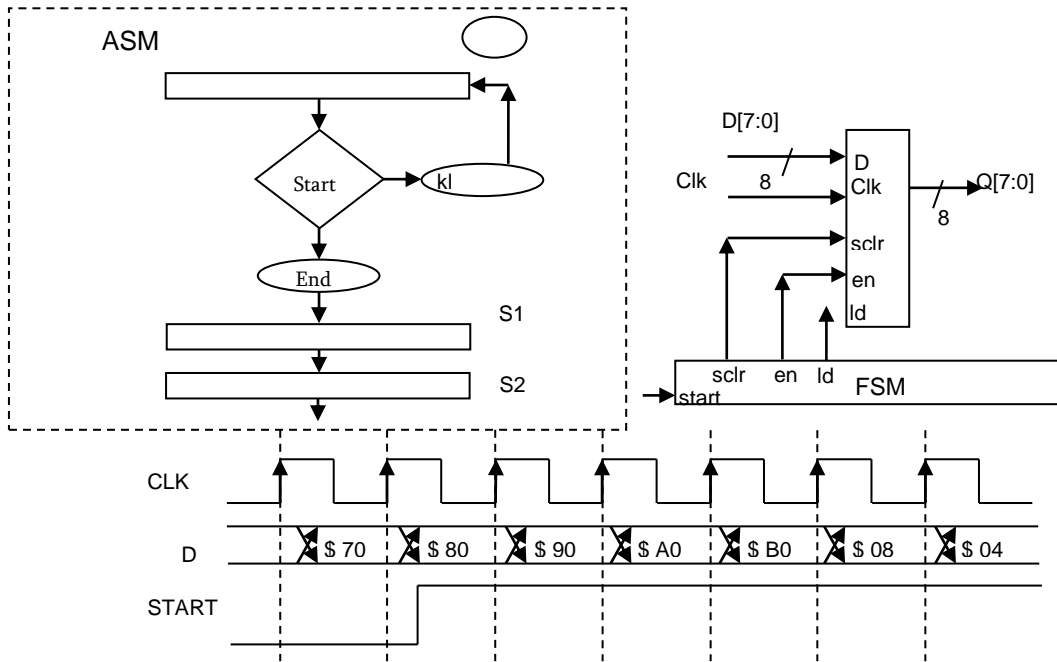 ASM
Start
kl
End
S1
S2
D[7:0]
8
Clk
D
Clk
sclr
en
ld
Q[7:0]
8
sclr en ld
start
FSM
CLK
D $ 70 $ 80 $ 90 $ A0 $ B0 $ 08 $ 04
START